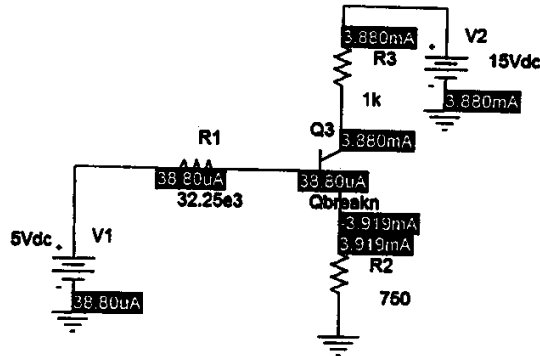 3.880mA
V2
R3
15Vdc
1k
3.880mA
Q3
3.880mA
R1
38.80uA
38.80uA
32.25e3
Qbreakn
-3.919mA
5Vdc
V1
3.919mA
R2
38.80uA
750